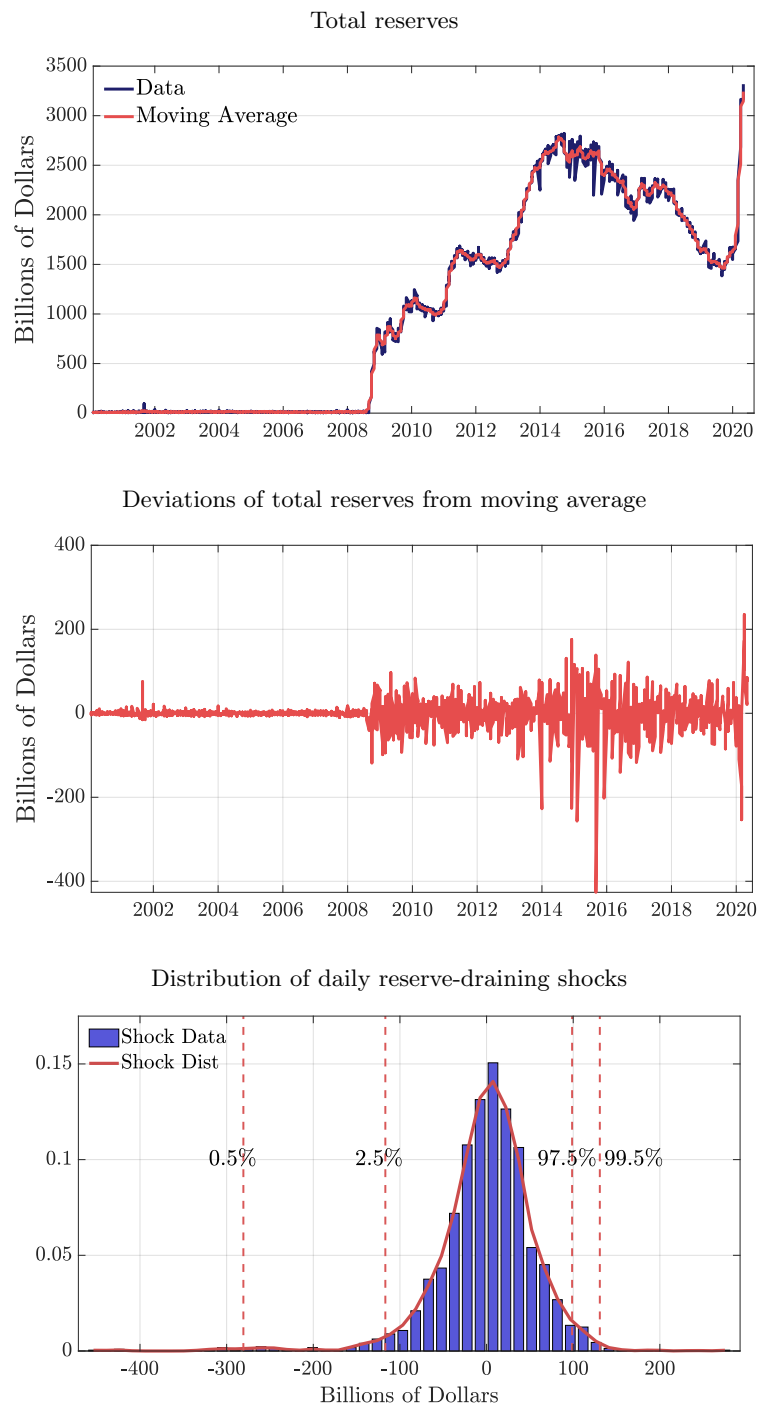 Total reserves
3500
Data
3000
Moving Average
2500
2000
1500
1000
500
0
Billions of Dollars
2002 2004 2006 2008 2010 2012 2014 2016 2018 2020
Deviations of total reserves from moving average
400
200
0
-200
-400
Billions of Dollars
2002 2004 2006 2008 2010 2012 2014 2016 2018 2020
Distribution of daily reserve-draining shocks
Shock Data
Shock Dist
0.15
0.1
0.05
0
0.5% 2.5% 97.5% 99.5%
-400 -300 -200 -100 0 100 200
Billions of Dollars